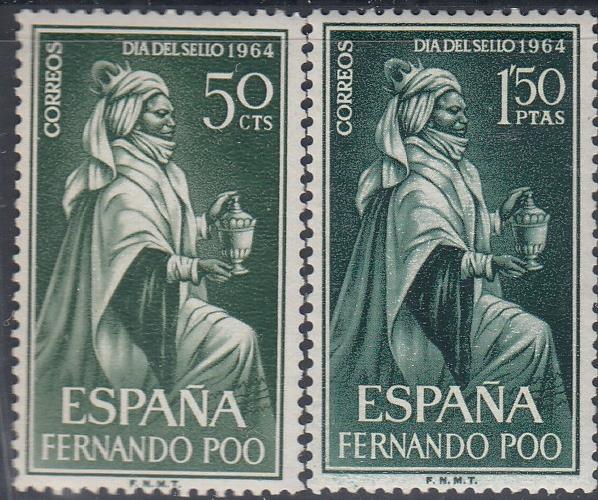 CORREOS
DIA DEL SELLO 1964
50
CTS
ESPAÑA
FERNANDO POO
F. N. M. T.
CORREOS
DIA DEL SELLO 1964
1'50
PTAS
ESPAÑA
FERNANDO POO
F. N. M. T.